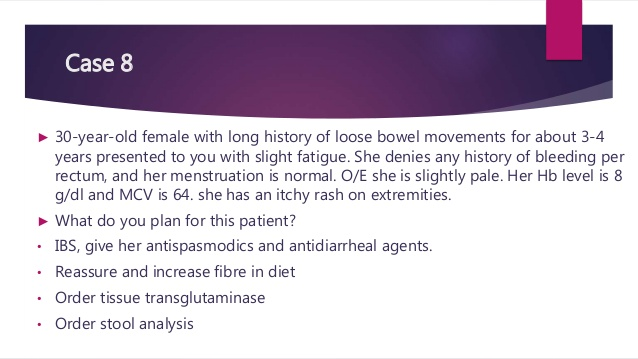 Case 8
30-year-old female with long history of loose bowel movements for about 3-4
years presented to you with slight fatigue. She denies any history of bleeding per
rectum, and her menstruation is normal. O/E she is slightly pale. Her Hb level is 8
g/dl and MCV is 64. she has an itchy rash on extremities.
What do you plan for this patient?
IBS, give her antispasmodics and antidiarrheal agents.
Reassure and increase fibre in diet
Order tissue transglutaminase
Order stool analysis